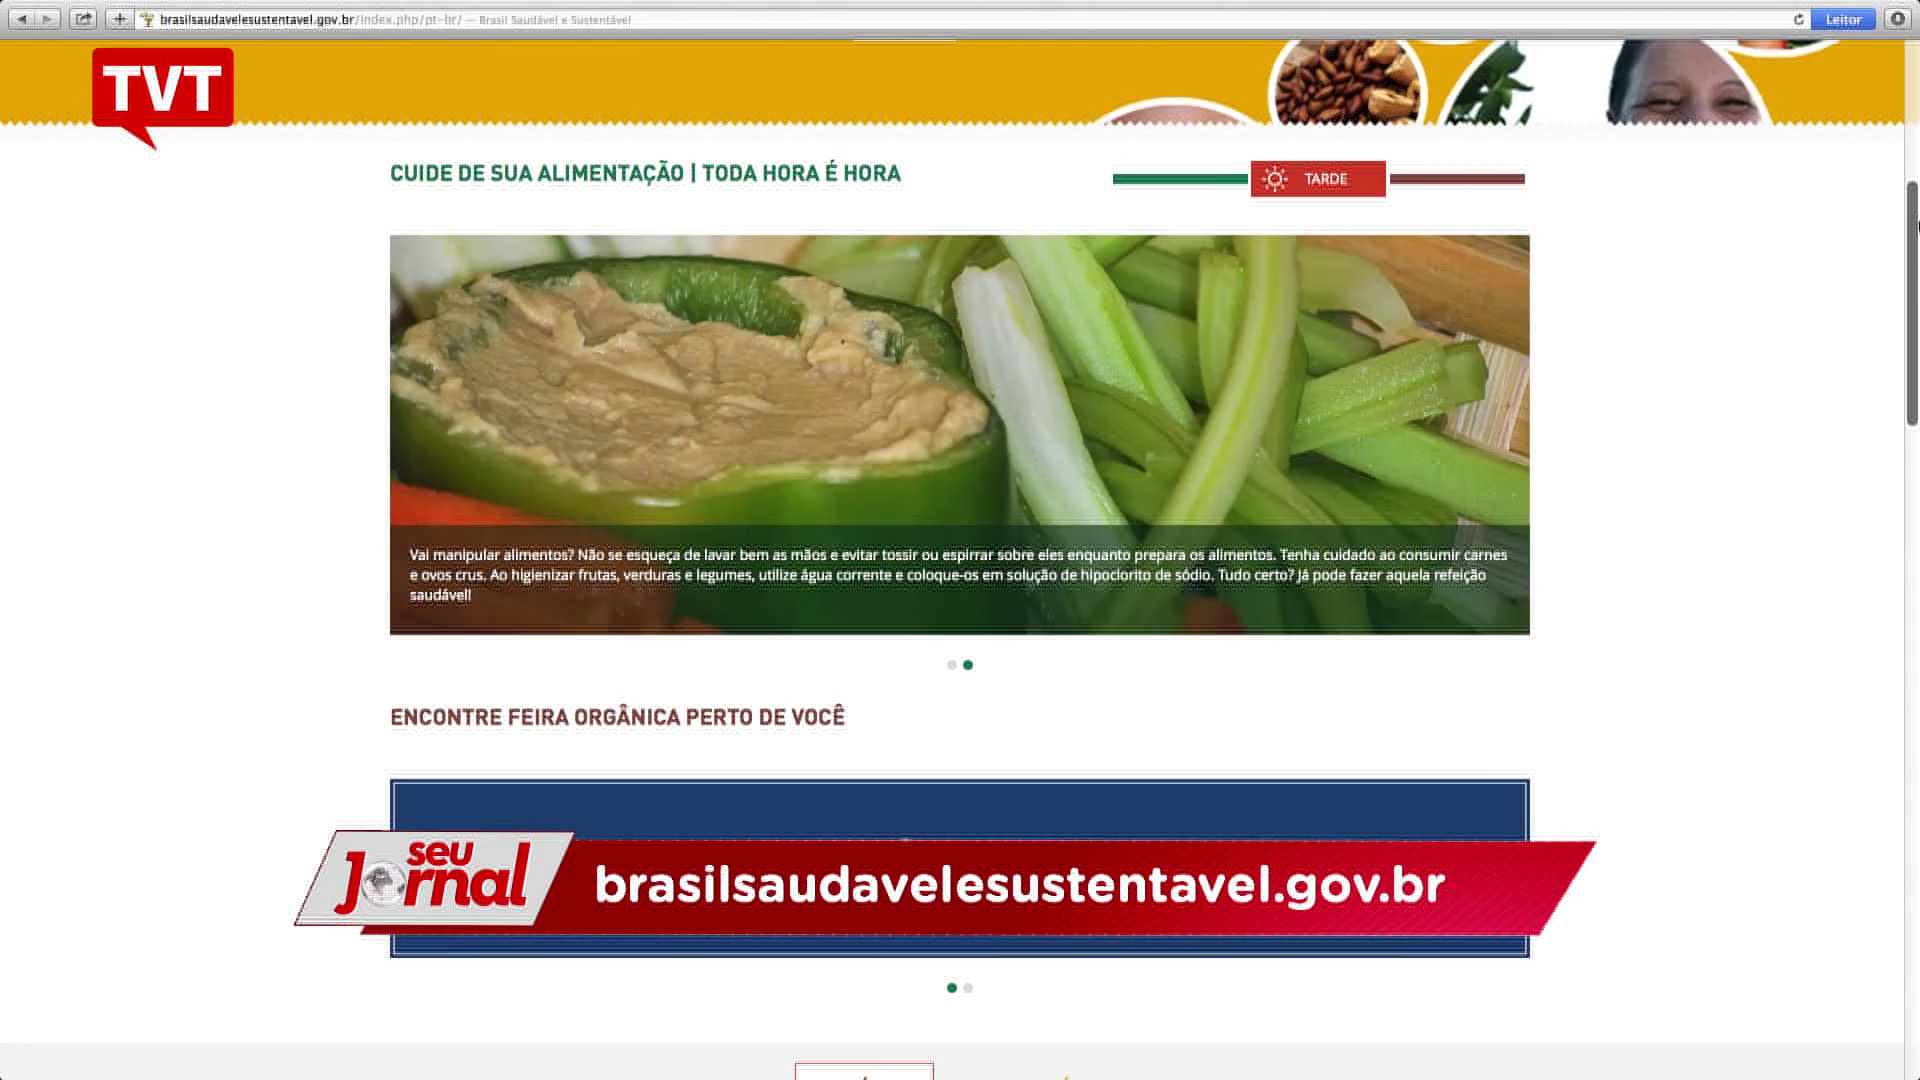 brasilsaudavelesustentavel.gov.br/index.php/pt-br/ — Brasil Saudável e Sustentável
Leitor
TVT
CUIDE DE SUA ALIMENTAÇÃO | TODA HORA É HORA
TARDE
Vai manipular alimentos? Não se esqueça de lavar bem as mãos e evitar tossir ou espirrar sobre eles enquanto prepara os alimentos. Tenha cuidado ao consumir carnes
e ovos crus. Ao higienizar frutas, verduras e legumes, utilize água corrente e coloque-os em solução de hipoclorito de sódio. Tudo certo? Já pode fazer aquela refeição
saudável!
ENCONTRE FEIRA ORGÂNICA PERTO DE VOCÊ
seu
Jornal
brasilsaudavelesustentavel.gov.br